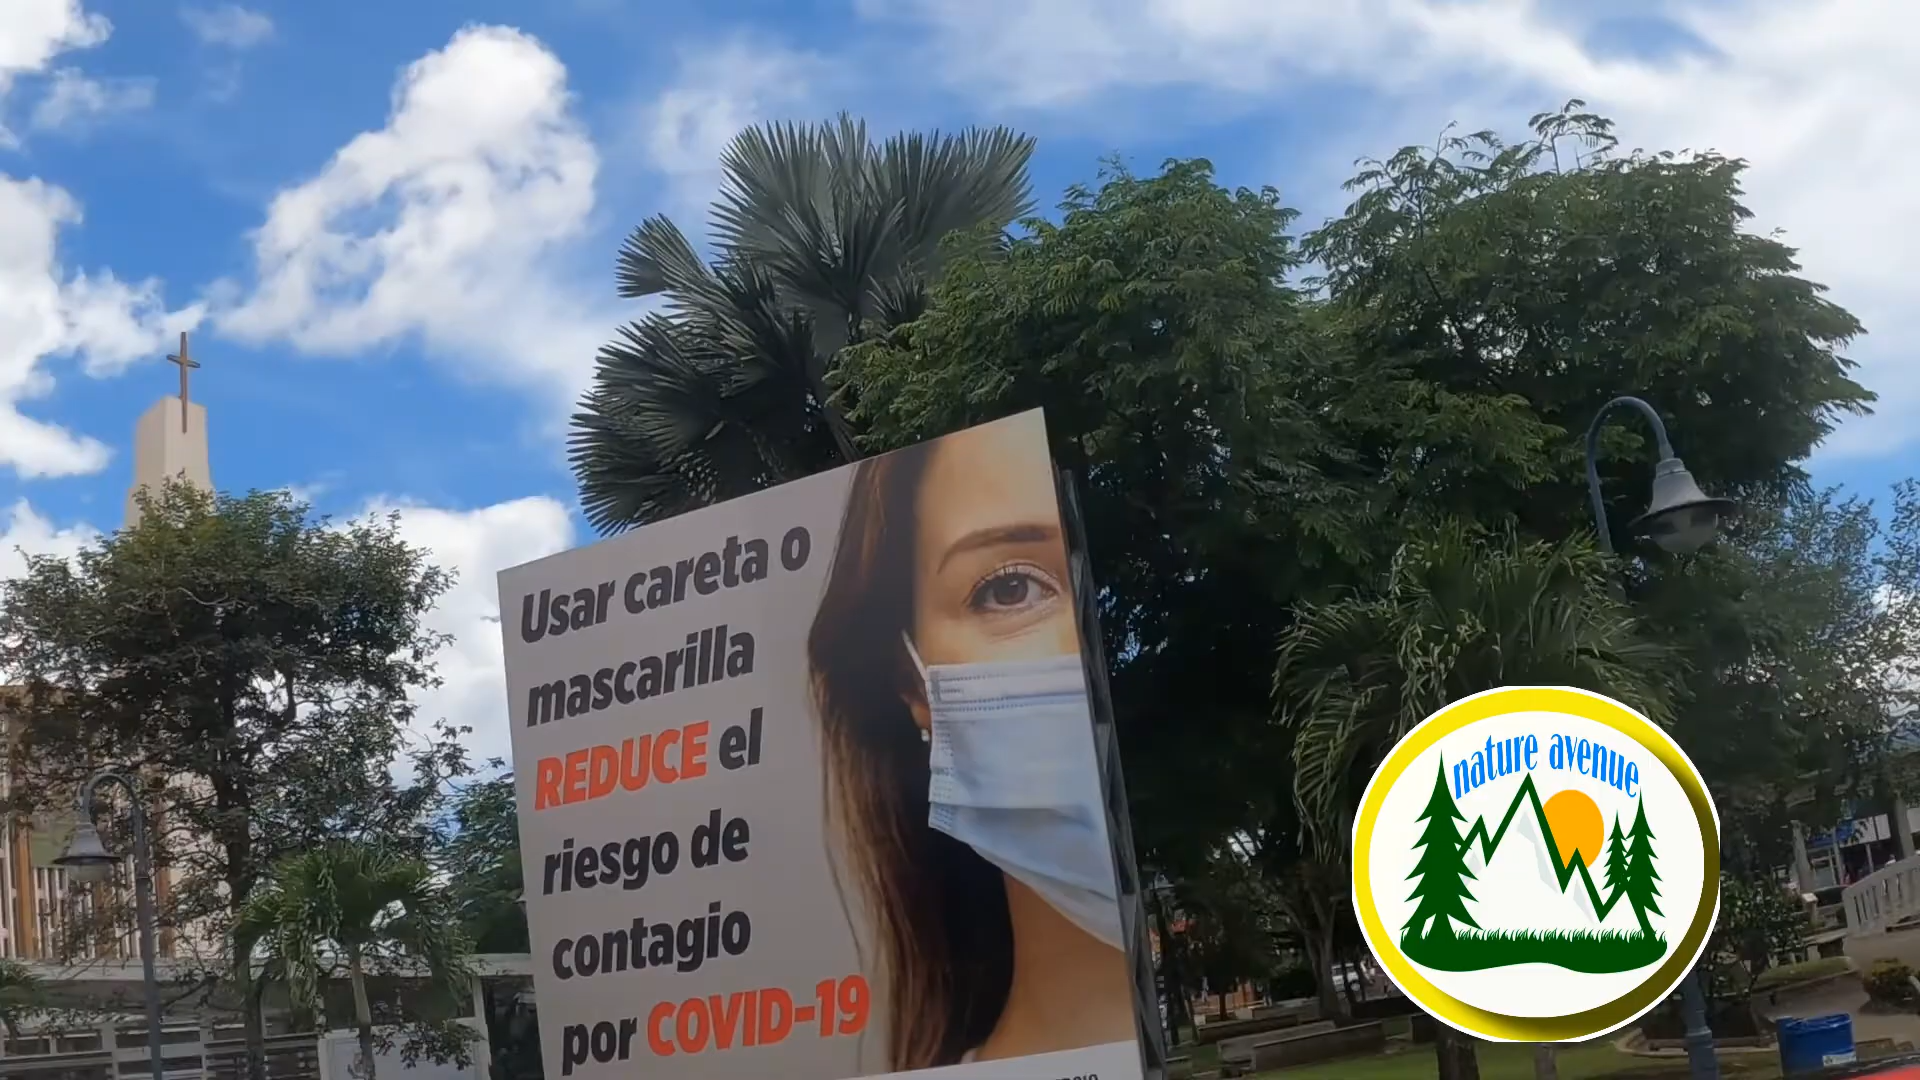 Usar careta o
mascarilla
REDUCE el
riesgo de
contagio
por COVID-19
nature avenue